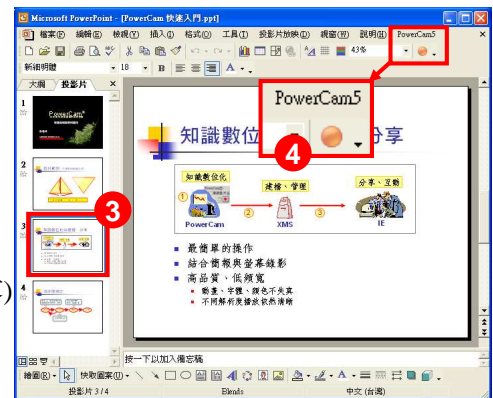 Microsoft PowerPoint - [PowerCam 快速入門.ppt]
檔案(F) 編輯(E) 檢視(V) 插入(I) 格式(O) 工具(T) 投影片放映(D) 視窗(W) 說明(H) PowerCam
43%
新細明體 18 B A
大綱 投影片
PowerCam5
1
PowerCam
2
3
4
3
4
知識數位 分享
知識數位化
建檔、管理
分享、互動
① ② ③
PowerCam XMS IE
最簡單的操作
結合簡報與螢幕錄影
高品質、低頻寬
動畫、字體、顏色不失真
不同解析度播放依然清晰
按一下以加入備忘稿
繪圖(R) 快取圖案(U)
投影片 3 / 4 Blends 中文 (台灣)